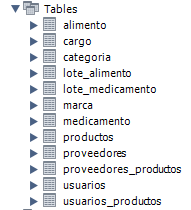 Tables
alimento
cargo
categoria
lote_alimento
lote_medicamento
marca
medicamento
productos
proveedores
proveedores_productos
usuarios
usuarios_productos